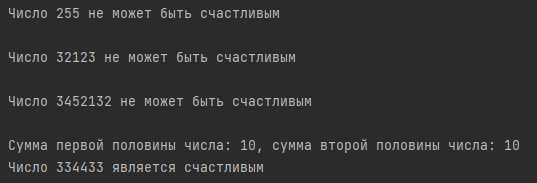 Число 255 не может быть счастливым
Число 32123 не может быть счастливым
Число 3452132 не может быть счастливым
Сумма первой половины числа: 10, сумма второй половины числа: 10
Число 334433 является счастливым